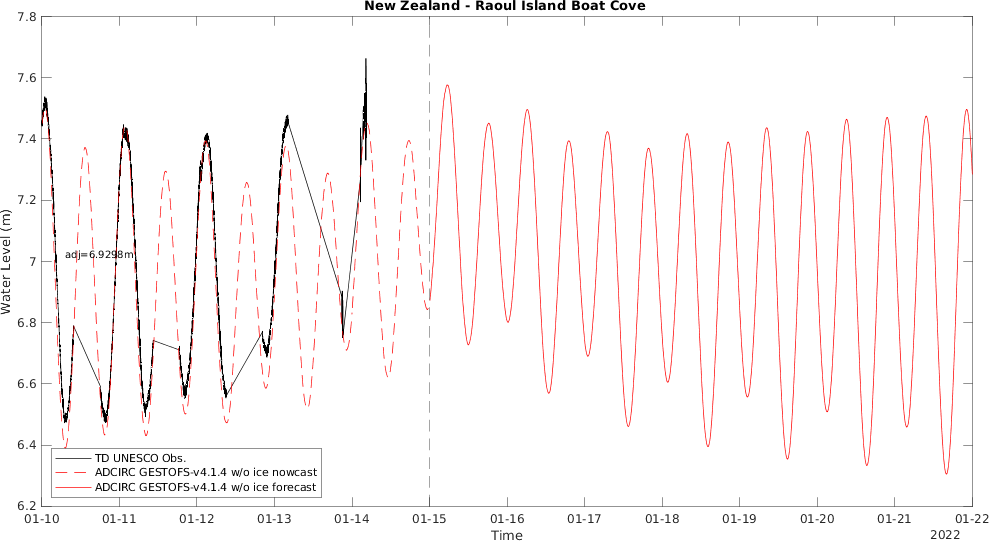 New Zealand - Raoul Island Boat Cove
7.8
7.6
7.4
7.2
7
6.8
6.6
6.4
6.2
Water Level (m)
adj=6.9298m
TD UNESCO Obs.
ADCIRC GESTOFS-v4.1.4 w/o ice nowcast
ADCIRC GESTOFS-v4.1.4 w/o ice forecast
01-10 01-11 01-12 01-13 01-14 01-15 01-16 01-17 01-18 01-19 01-20 01-21 01-22
Time
2022